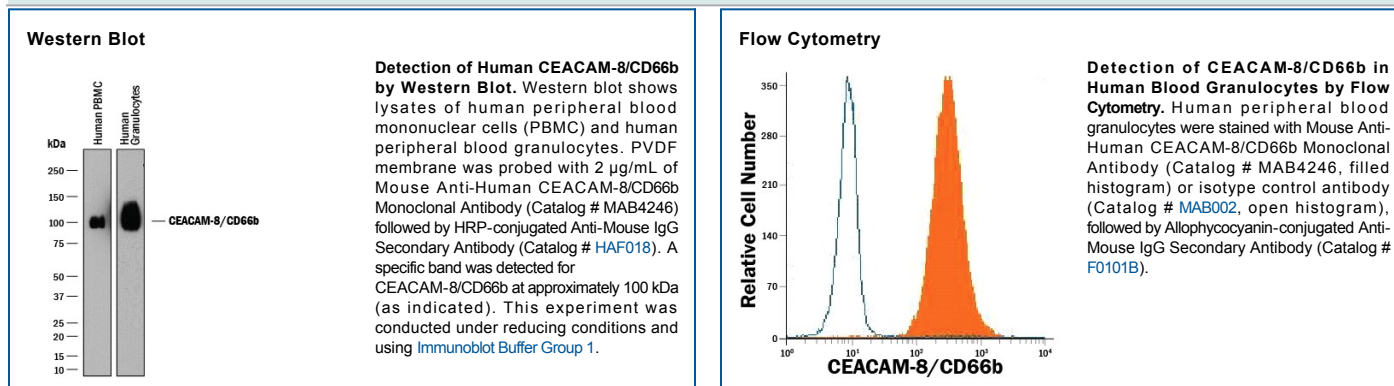 Western Blot
Human PBMC
Human
Granulocytes
kDa
250
150
100
75
50
37
25
20
15
10
CEACAM-8/CD66b
Detection of Human CEACAM-8/CD66b
by Western Blot. Western blot shows
lysates of human peripheral blood
mononuclear cells (PBMC) and human
peripheral blood granulocytes. PVDF
membrane was probed with 2 µg/mL of
Mouse Anti-Human CEACAM-8/CD66b
Monoclonal Antibody (Catalog # MAB4246)
followed by HRP-conjugated Anti-Mouse IgG
Secondary Antibody (Catalog # HAF018). A
specific band was detected for
CEACAM-8/CD66b at approximately 100 kDa
(as indicated). This experiment was
conducted under reducing conditions and
using Immunoblot Buffer Group 1.
Flow Cytometry
Relative Cell Number
350
280
210
140
70
0
10⁰ 10¹ 10² 10³ 10⁴
CEACAM-8/CD66b
Detection of CEACAM-8/CD66b in
Human Blood Granulocytes by Flow
Cytometry. Human peripheral blood
granulocytes were stained with Mouse Anti-
Human CEACAM-8/CD66b Monoclonal
Antibody (Catalog # MAB4246, filled
histogram) or isotype control antibody
(Catalog # MAB002, open histogram),
followed by Allophycocyanin-conjugated Anti-
Mouse IgG Secondary Antibody (Catalog #
F0101B).